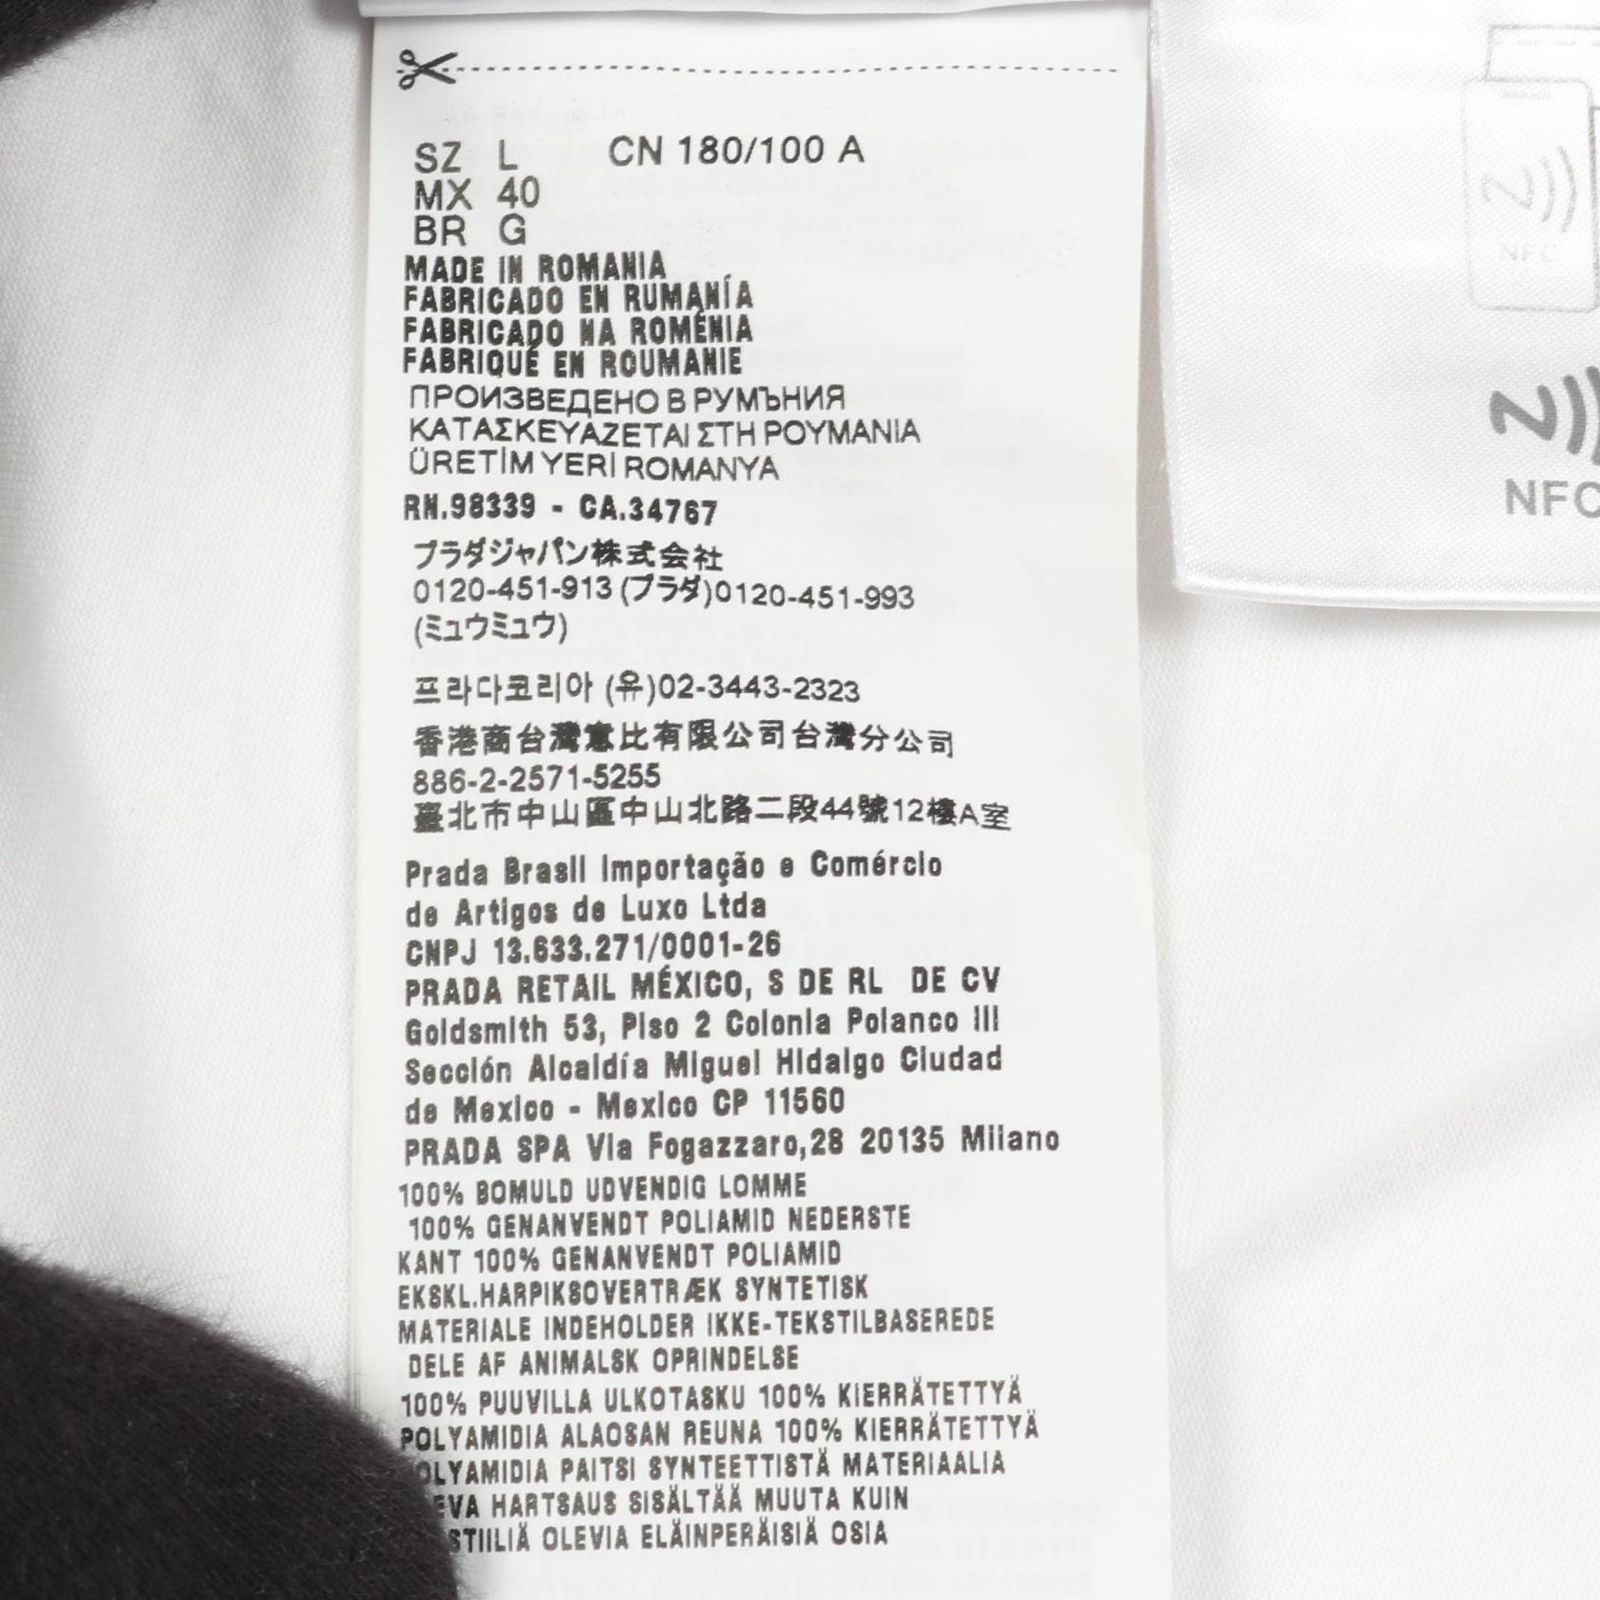 SZ L CN 180/100 A
MX 40
BR G
MADE IN ROMANIA
FABRICADO EN RUMANÍA
FABRICADO NA ROMÊNIA
FABRIQUÉ EN ROUMANIE
ПРОИЗВЕДЕНО В РУМЪНИЯ
ΚΑΤΑΣΚΕΥΑΖΕΤΑΙ ΣΤΗ ΡΟΥΜΑΝΙΑ
ÜRETİM YERİ ROMANYA
RN.98339 - CA.34767
プラダジャパン株式会社
0120-451-913 (プラダ)0120-451-993
(ミュウミュウ)
프라다코리아 (유)02-3443-2323
香港商台灣意比有限公司台灣分公司
886-2-2571-5255
臺北市中山區中山北路二段44號12樓A室
Prada Brasil Importação e Comércio
de Artigos de Luxo Ltda
CNPJ 13.633.271/0001-26
PRADA RETAIL MÉXICO, S DE RL DE CV
Goldsmith 53, Piso 2 Colonia Polanco III
Sección Alcaldía Miguel Hidalgo Ciudad
de Mexico - Mexico CP 11560
PRADA SPA Via Fogazzaro,28 20135 Milano
100% BOMULD UDVENDIG LOMME
100% GENANVENDT POLIAMID NEDERSTE
KANT 100% GENANVENDT POLIAMID
EKSKL.HARPIKSOVERTRÆK SYNTETISK
MATERIALE INDEHOLDER IKKE-TEKSTILBASEREDE
DELE AF ANIMALSK OPRINDELSE
100% PUUVILLA ULKOTASKU 100% KIERRÄTETTYÄ
POLYAMIDIA ALAOSAN REUNA 100% KIERRÄTETTYÄ
OLYAMIDIA PAITSI SYNTEETTISTÄ MATERIAALIA
EVA HARTSAUS SISÄLTÄÄ MUUTA KUIN
STIILIÄ OLEVIA ELÄINPERÄISIÄ OSIA
NFC
NFC